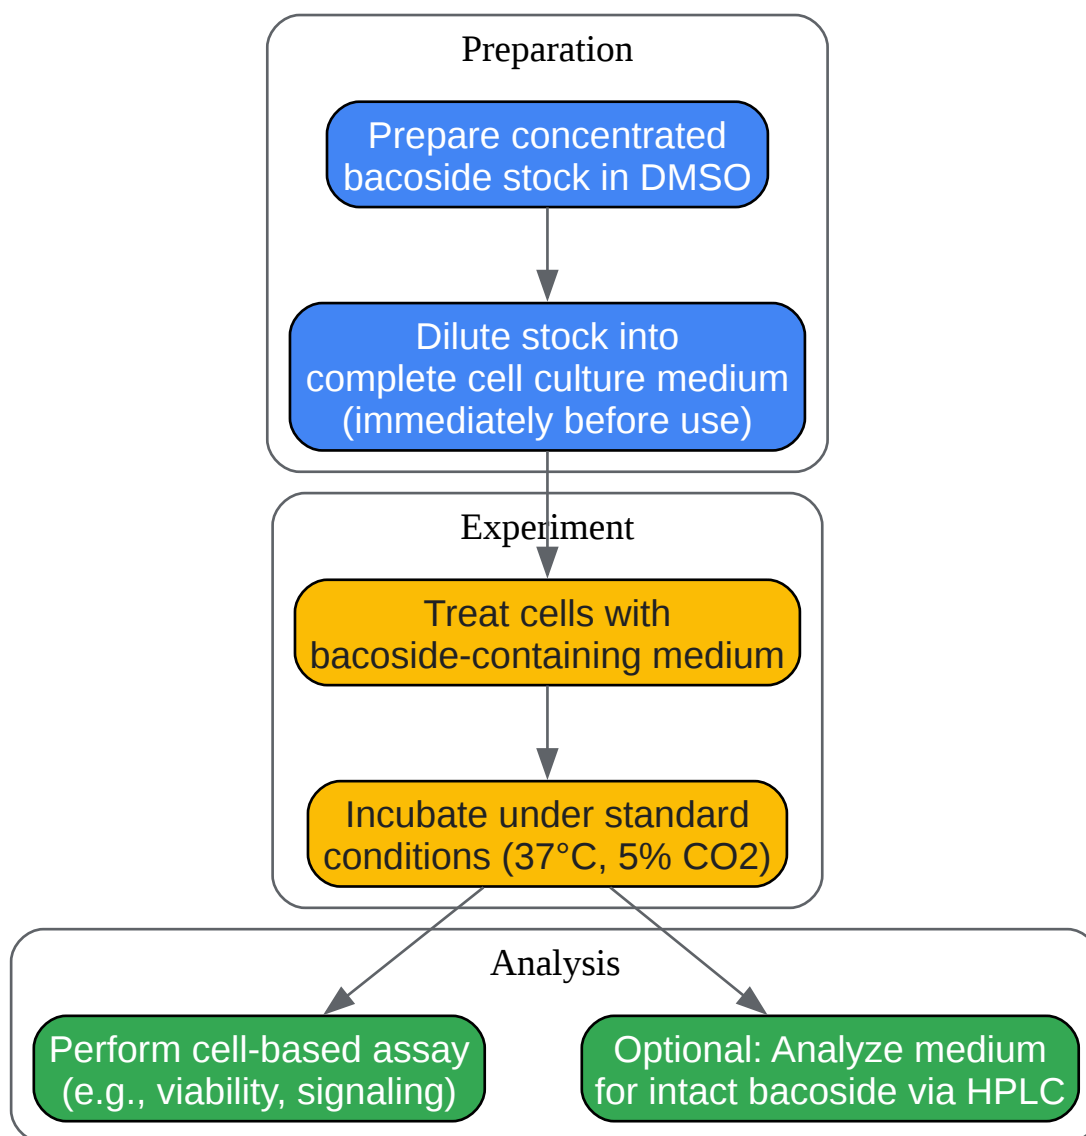 Preparation
Prepare concentrated
bacoside stock in DMSO
Dilute stock into
complete cell culture medium
(immediately before use)
Experiment
Treat cells with
bacoside-containing medium
Incubate under standard
conditions (37°C, 5% CO2)
Analysis
Perform cell-based assay
(e.g., viability, signaling)
Optional: Analyze medium
for intact bacoside via HPLC